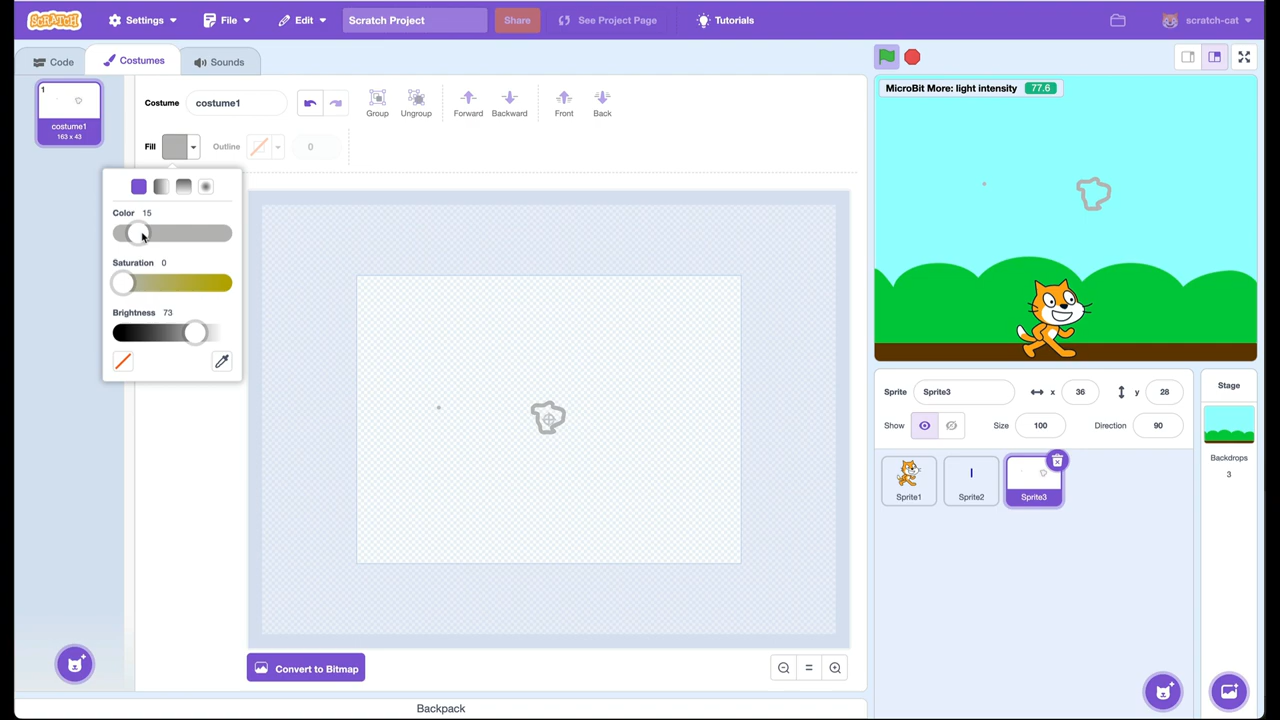 SCRATCH Settings File Edit Scratch Project Share See Project Page Tutorials scratch-cat
Code Costumes Sounds
1
costume1
163 x 43
Costume costume1
Group Ungroup Forward Backward Front Back
Fill Outline 0
Color 15
Saturation 0
Brightness 73
Convert to Bitmap
MicroBit More: light intensity 77.6
Sprite Sprite3 x 36 y 28
Show Size 100 Direction 90
Sprite1 Sprite2 Sprite3
Stage
Backdrops
3
Backpack